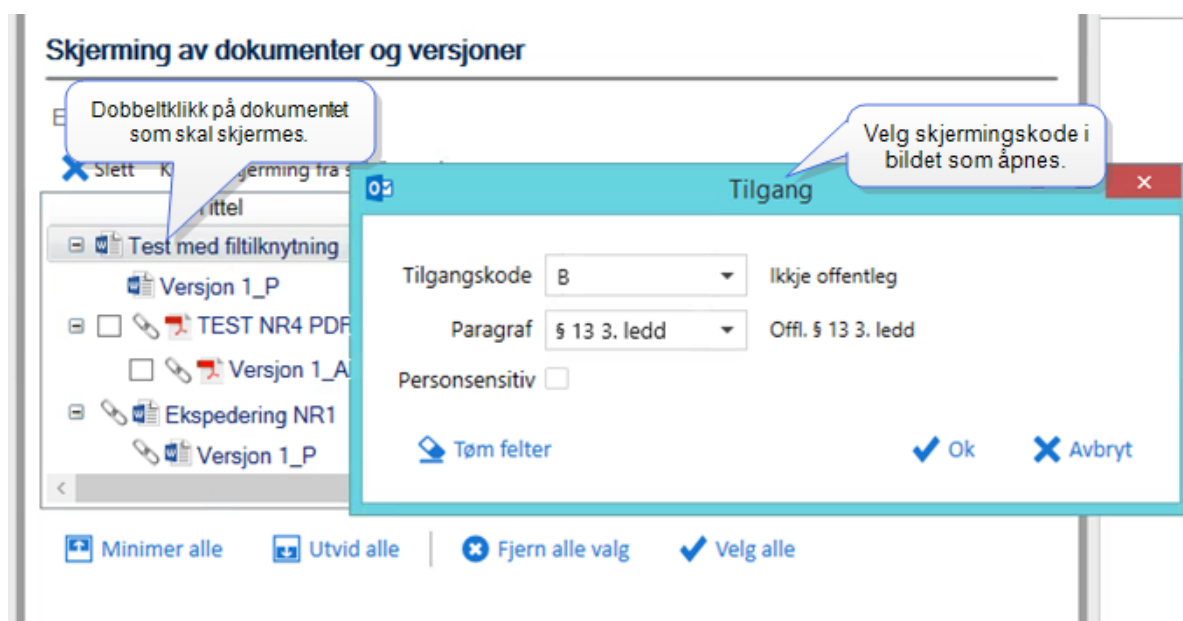 Skjerming av dokumenter og versjoner
Dobbeltklikk på dokumentet
som skal skjermes.
Velg skjermingskode i
bildet som åpnes.
Slett
Tittel
Test med filtilknytning
Versjon 1_P
TEST NR4 PDF
Versjon 1_A
Ekspedering NR1
Versjon 1_P
Tilgang
Tilgangskode B Ikkje offentleg
Paragraf § 13 3. ledd Offl. § 13 3. ledd
Personsensitiv
Tøm felter Ok Avbryt
Minimer alle Utvid alle Fjern alle valg Velg alle